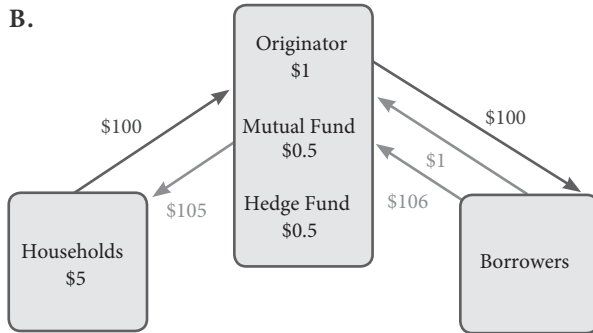 B.
Originator
$1
$100
$100
Mutual Fund
$0.5
$1
$105
$106
Hedge Fund
$0.5
Households
$5
Borrowers